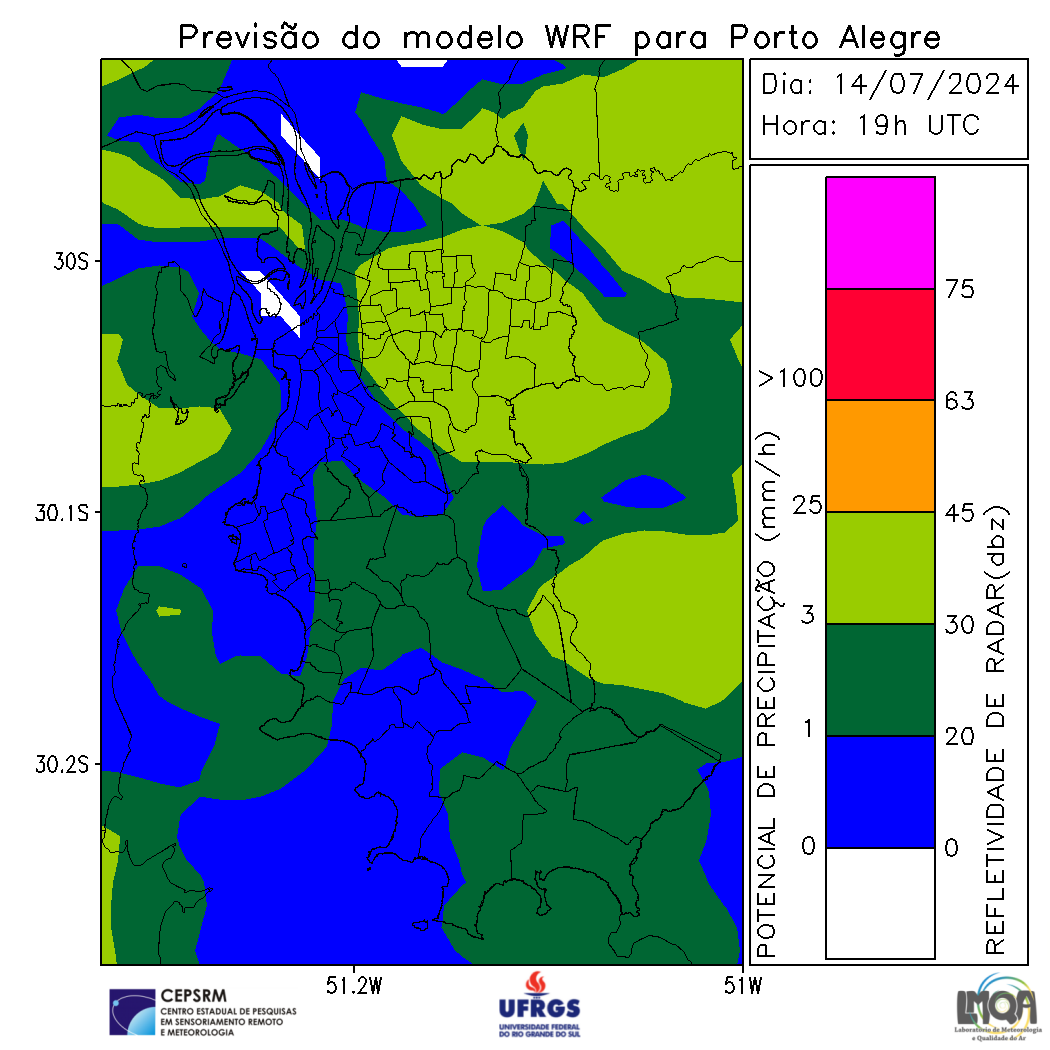 Previsão do modelo WRF para Porto Alegre
Dia: 14/07/2024
Hora: 19h UTC
30S
30.1S
30.2S
51.2W
51W
POTENCIAL DE PRECIPITAÇÃO (mm/h)
>100
25
3
1
0
75
63
45
30
20
0
REFLETIVIDADE DE RADAR(dbz)
CEPSRM
CENTRO ESTADUAL DE PESQUISAS
EM SENSORIAMENTO REMOTO
E METEOROLOGIA
UFRGS
UNIVERSIDADE FEDERAL
DO RIO GRANDE DO SUL
LMQA
Laboratório de Meteorologia
e Qualidade do Ar